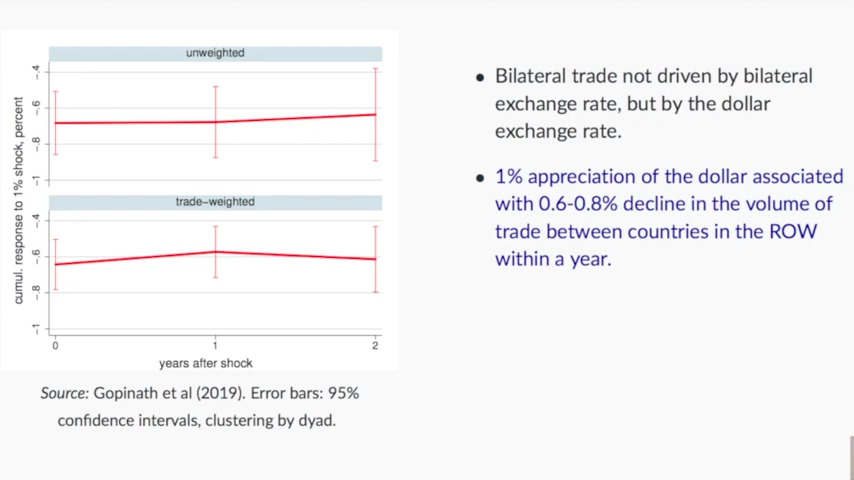 unweighted
-.4
-.6
-.8
-1
trade-weighted
-.4
-.6
-.8
-1
cumul. response to 1% shock, percent
0 1 2
years after shock
Source: Gopinath et al (2019). Error bars: 95%
confidence intervals, clustering by dyad.
• Bilateral trade not driven by bilateral
exchange rate, but by the dollar
exchange rate.
• 1% appreciation of the dollar associated
with 0.6-0.8% decline in the volume of
trade between countries in the ROW
within a year.